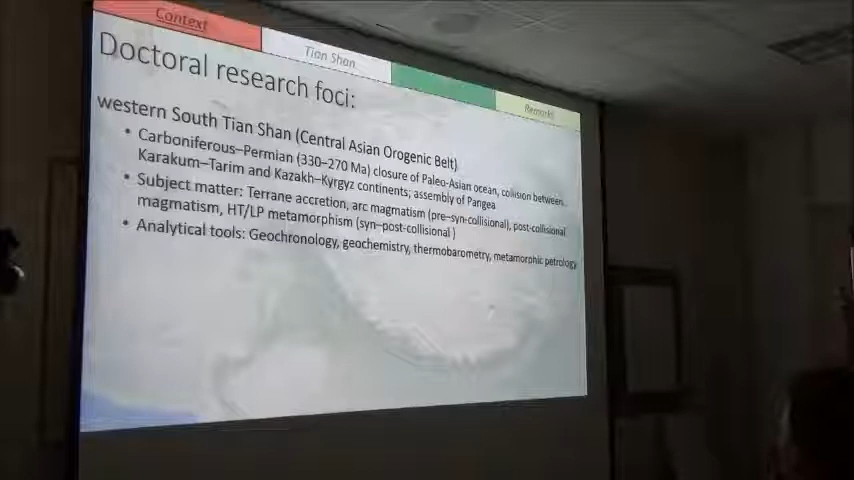 Context
Tian Shan
Remarks
Doctoral research foci:
western South Tian Shan (Central Asian Orogenic Belt)
• Carboniferous–Permian (330–270 Ma) closure of Paleo-Asian ocean, collision between
Karakum–Tarim and Kazakh–Kyrgyz continents; assembly of Pangea
• Subject matter: Terrane accretion, arc magmatism (pre–syn-collisional), post-collisional
magmatism, HT/LP metamorphism (syn–post-collisional )
• Analytical tools: Geochronology, geochemistry, thermobarometry, metamorphic petrology